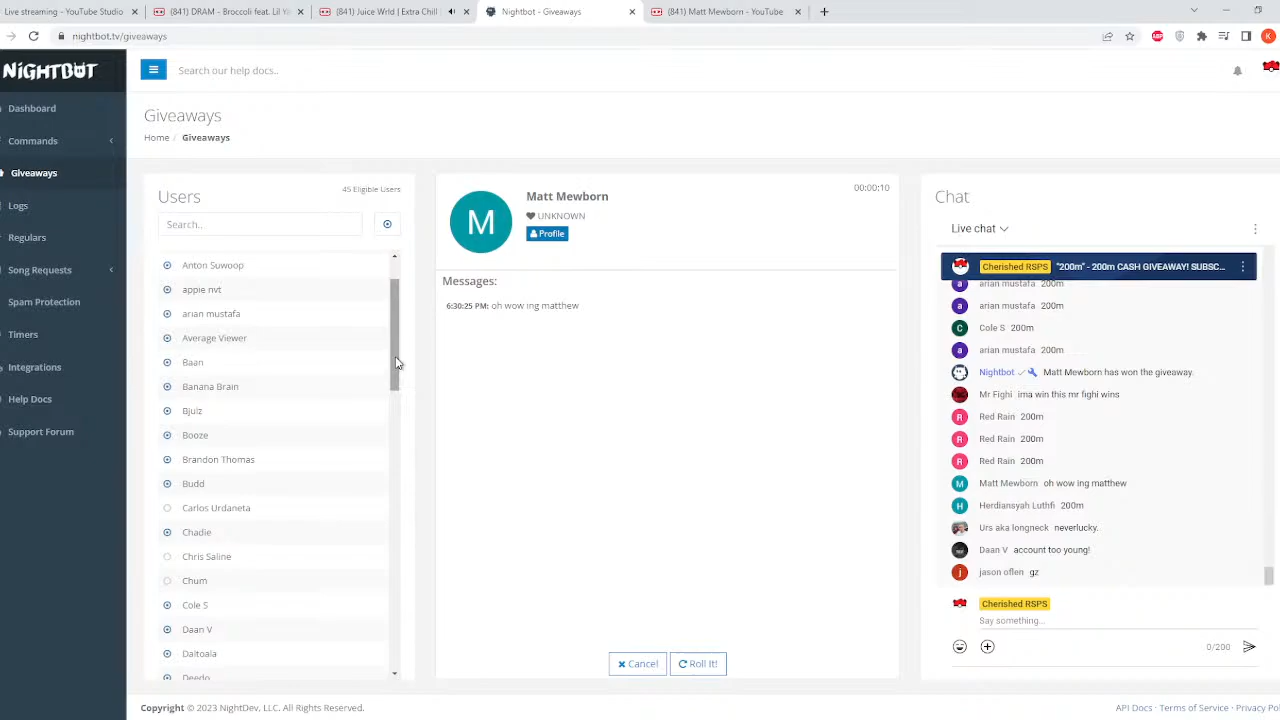 Live streaming - YouTube Studio
(841) DRAM - Broccoli feat. Lil Y
(841) Juice Wrld | Extra Chill
Nightbot - Giveaways
(841) Matt Mewborn - YouTube
nightbot.tv/giveaways
K
NiGHTBOT
Search our help docs..
Dashboard
Commands
Giveaways
Logs
Regulars
Song Requests
Spam Protection
Timers
Integrations
Help Docs
Support Forum
Giveaways
Home / Giveaways
Users
45 Eligible Users
Search..
Anton Suwoop
appie nvt
arian mustafa
Average Viewer
Baan
Banana Brain
Bjulz
Booze
Brandon Thomas
Budd
Carlos Urdaneta
Chadie
Chris Saline
Chum
Cole S
Daan V
Daltoala
Deedo
M
Matt Mewborn
UNKNOWN
Profile
00:00:10
Messages:
6:30:25 PM: oh wow ing matthew
Cancel
Roll It!
Chat
Live chat
Cherished RSPS "200m" - 200m CASH GIVEAWAY! SUBSC...
arian mustafa 200m
a arian mustafa 200m
C Cole S 200m
a arian mustafa 200m
Nightbot Matt Mewborn has won the giveaway.
Mr Fighi ima win this mr fighi wins
R Red Rain 200m
R Red Rain 200m
R Red Rain 200m
M Matt Mewborn oh wow ing matthew
H Herdiansyah Luthfi 200m
Urs aka longneck neverlucky.
Daan V account too young!
j jason oflen gz
Cherished RSPS
Say something...
0/200
Copyright © 2023 NightDev, LLC. All Rights Reserved.
API Docs · Terms of Service · Privacy Pol